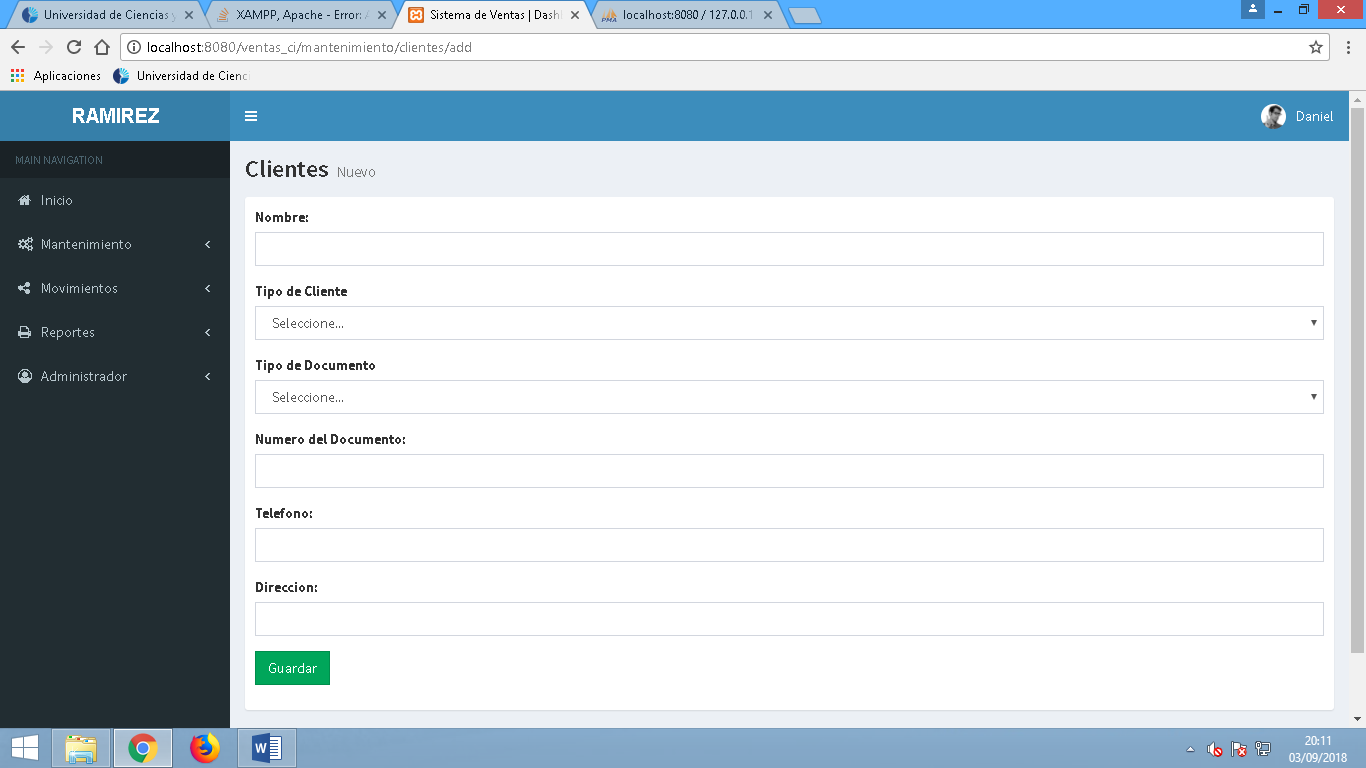 Universidad de Ciencias y
XAMPP, Apache - Error: A
Sistema de Ventas | Dash
localhost:8080 / 127.0.0.1
localhost:8080/ventas_ci/mantenimiento/clientes/add
Aplicaciones
Universidad de Cienci
RAMIREZ
Daniel
MAIN NAVIGATION
Inicio
Mantenimiento
Movimientos
Reportes
Administrador
Clientes Nuevo
Nombre:
Tipo de Cliente
Seleccione...
Tipo de Documento
Seleccione...
Numero del Documento:
Telefono:
Direccion:
Guardar
20:11
03/09/2018